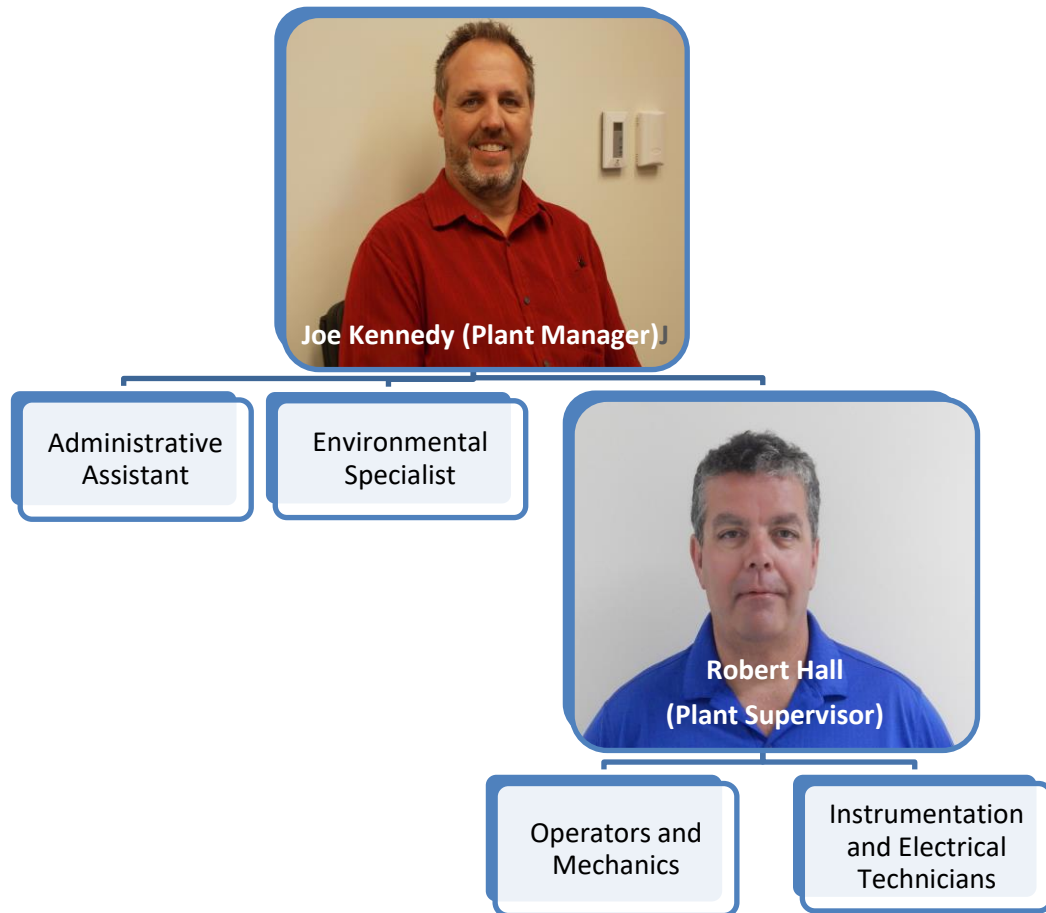 Joe Kennedy (Plant Manager)J
Administrative
Assistant
Environmental
Specialist
Robert Hall
(Plant Supervisor)
Operators and
Mechanics
Instrumentation
and Electrical
Technicians